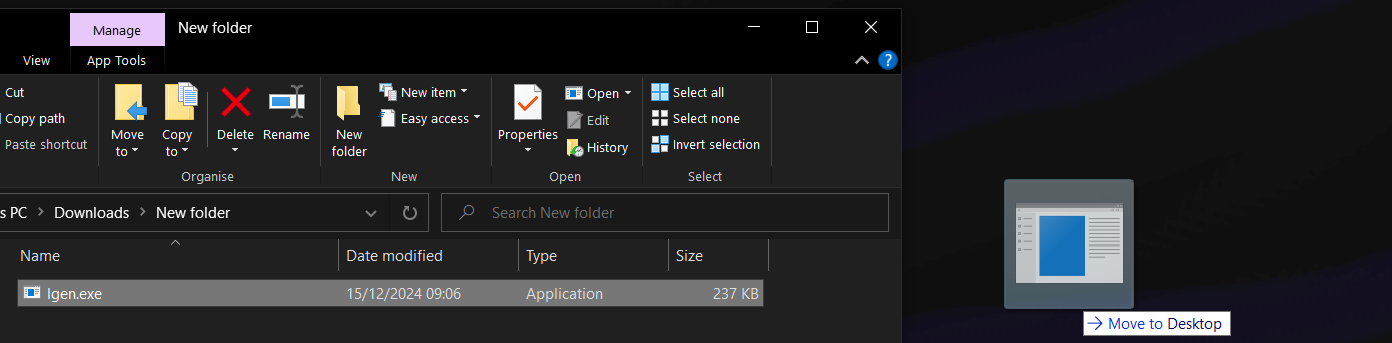 Manage
New folder
View
App Tools
?
Cut
Copy path
Paste shortcut
Move to
Copy to
Delete
Rename
New folder
New item
Easy access
Properties
Open
Edit
History
Select all
Select none
Invert selection
Organise
New
Open
Select
s PC
Downloads
New folder
Search New folder
Name
Date modified
Type
Size
Igen.exe
15/12/2024 09:06
Application
237 KB
Move to Desktop